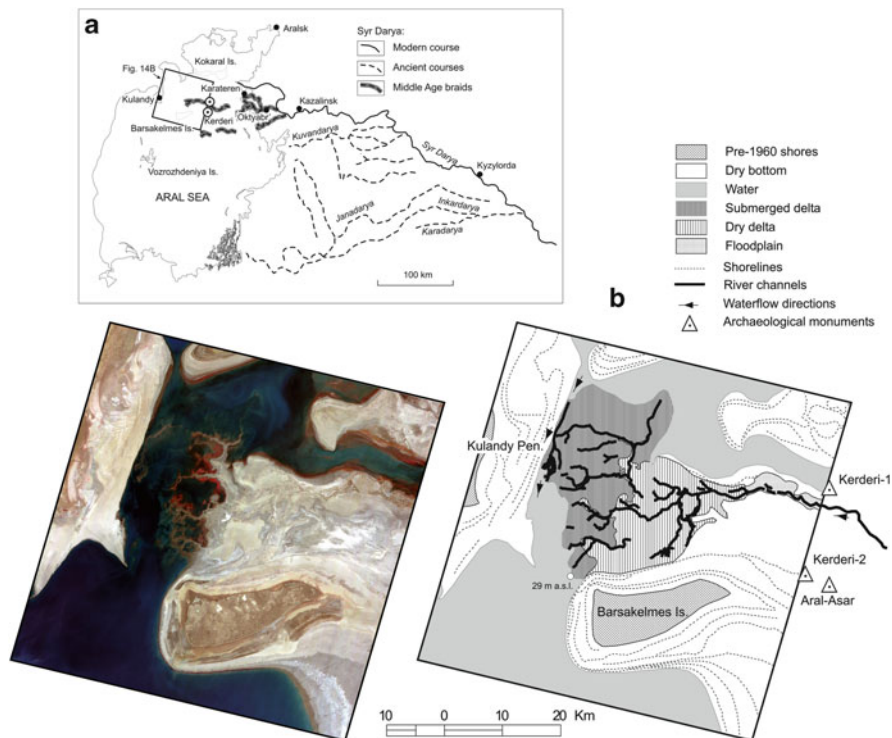 a
Aralsk
Syr Darya:
Modern course
Ancient courses
Middle Age braids
Kokaral Is.
Fig. 14B
Karateren
Kulandy
Oktyabr'
Kazalinsk
Kerderi
Barsakelmes Is.
Kuvandarya
Syr Darya
Vozrozhdeniya Is.
Kyzylorda
ARAL SEA
Janadarya
Inkardarya
Karadarya
100 km
Pre-1960 shores
Dry bottom
Water
Submerged delta
Dry delta
Floodplain
Shorelines
River channels
Waterflow directions
Archaeological monuments
b
Kulandy Pen.
Kerderi-1
Kerderi-2
29 m a.s.l.
Aral-Asar
Barsakelmes Is.
10 0 10 20 Km